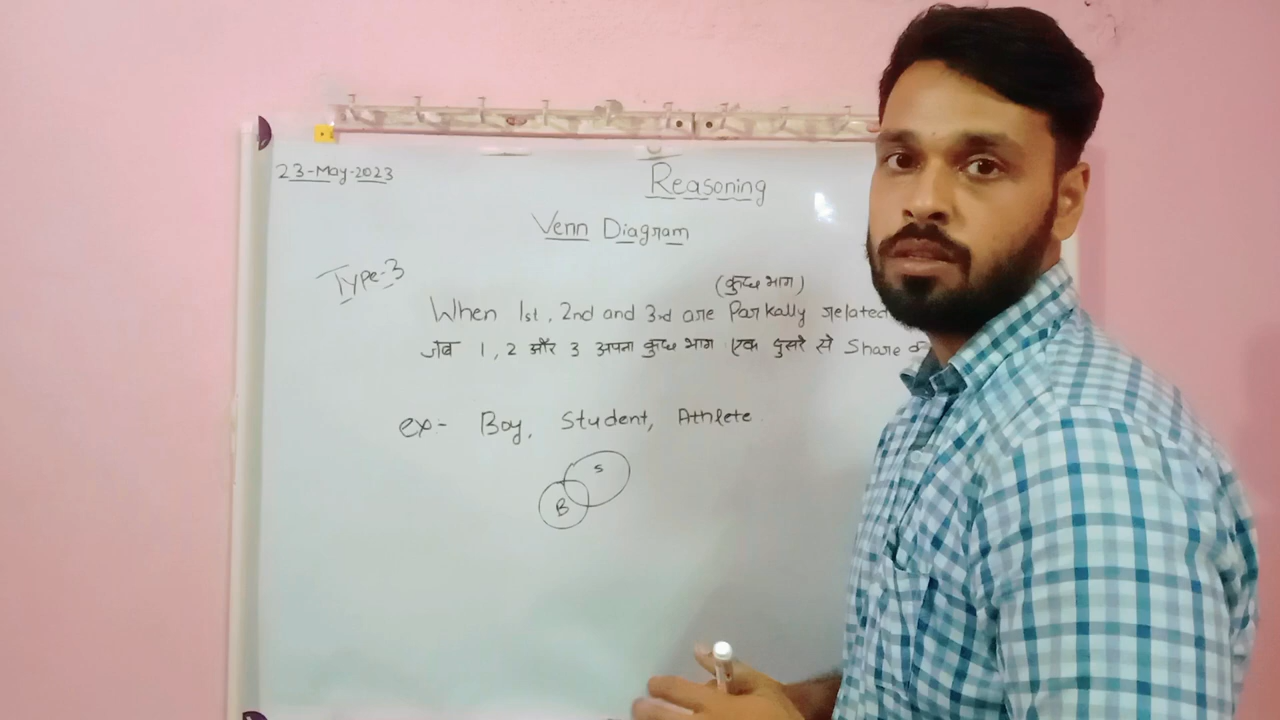 23-May-2023
Reasoning
Venn Diagram
Type-3
(कुछ भाग)
When 1st, 2nd and 3rd are Partially related
जब 1, 2 और 3 अपना कुछ भाग एक दुसरे से Share
ex- Boy, Student, Athlete
S
B